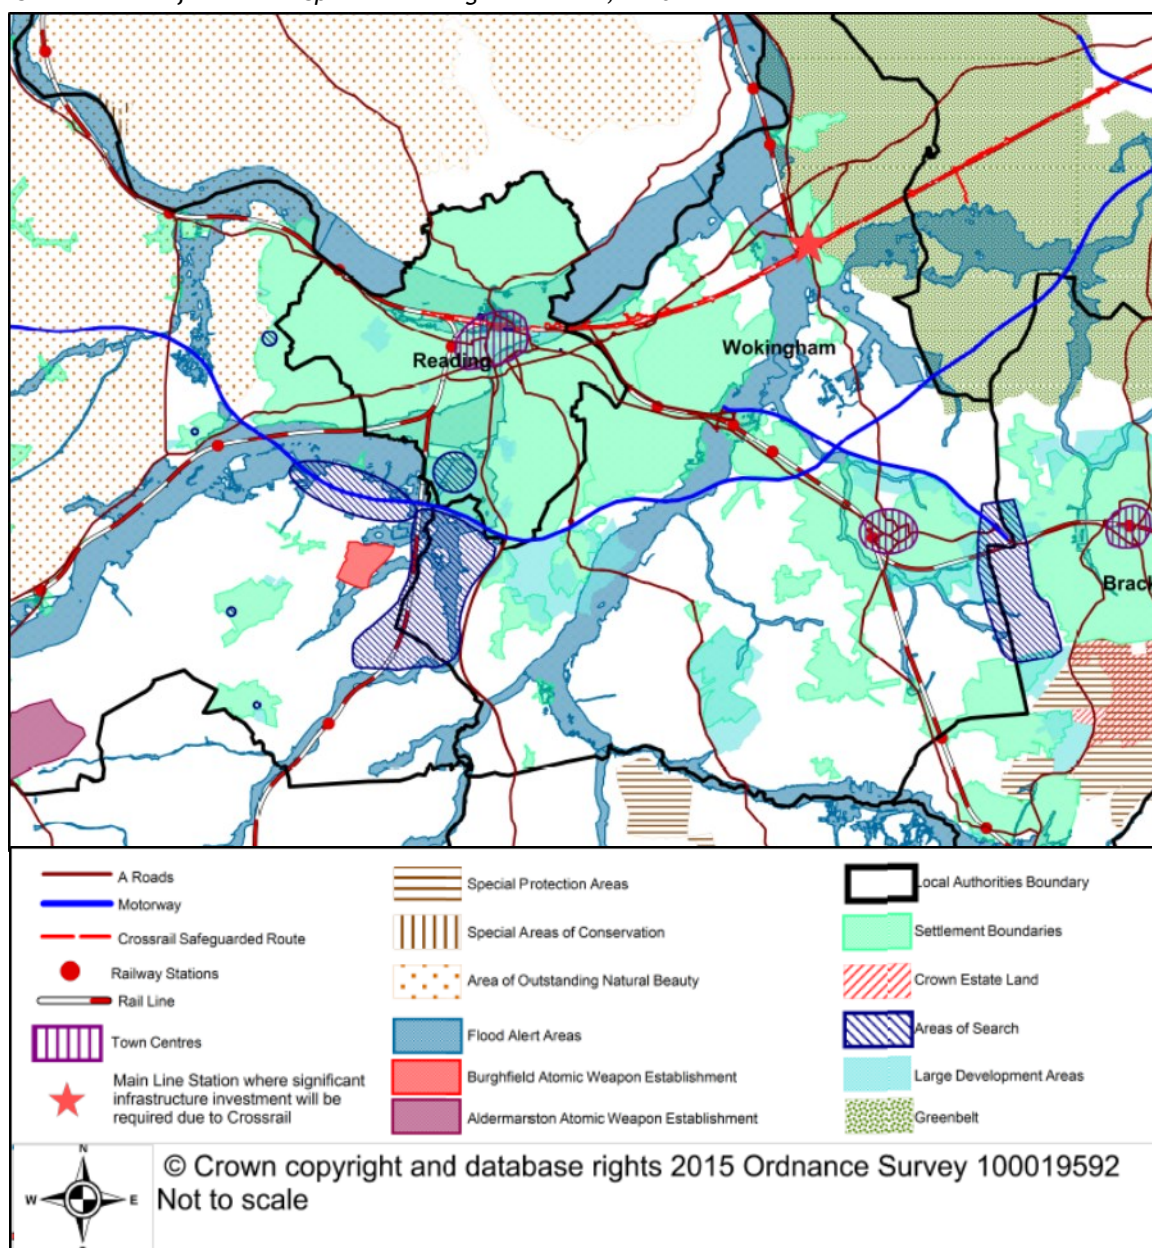 Reading
Wokingham
Brack
A Roads
Motorway
Crossrail Safeguarded Route
Railway Stations
Rail Line
Town Centres
Main Line Station where significant
infrastructure investment will be
required due to Crossrail
Special Protection Areas
Special Areas of Conservation
Area of Outstanding Natural Beauty
Flood Alert Areas
Burghfield Atomic Weapon Establishment
Aldermarston Atomic Weapon Establishment
Local Authorities Boundary
Settlement Boundaries
Crown Estate Land
Areas of Search
Large Development Areas
Greenbelt
N
W
E
© Crown copyright and database rights 2015 Ordnance Survey 100019592
Not to scale